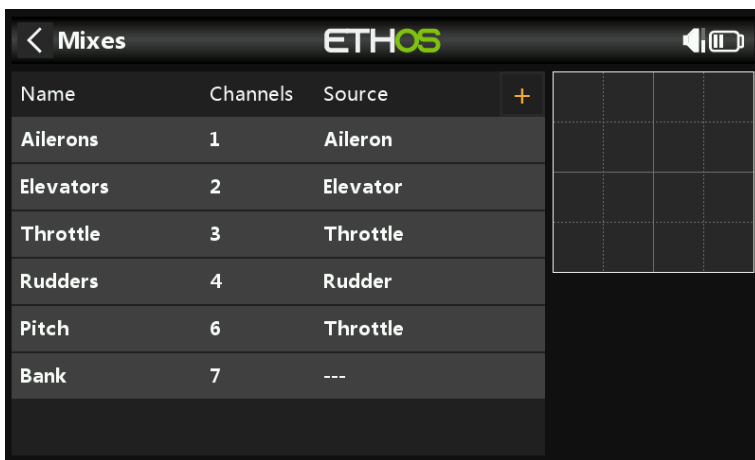 Mixes ETHOS
Name Channels Source +
Ailerons 1 Aileron
Elevators 2 Elevator
Throttle 3 Throttle
Rudders 4 Rudder
Pitch 6 Throttle
Bank 7 ---